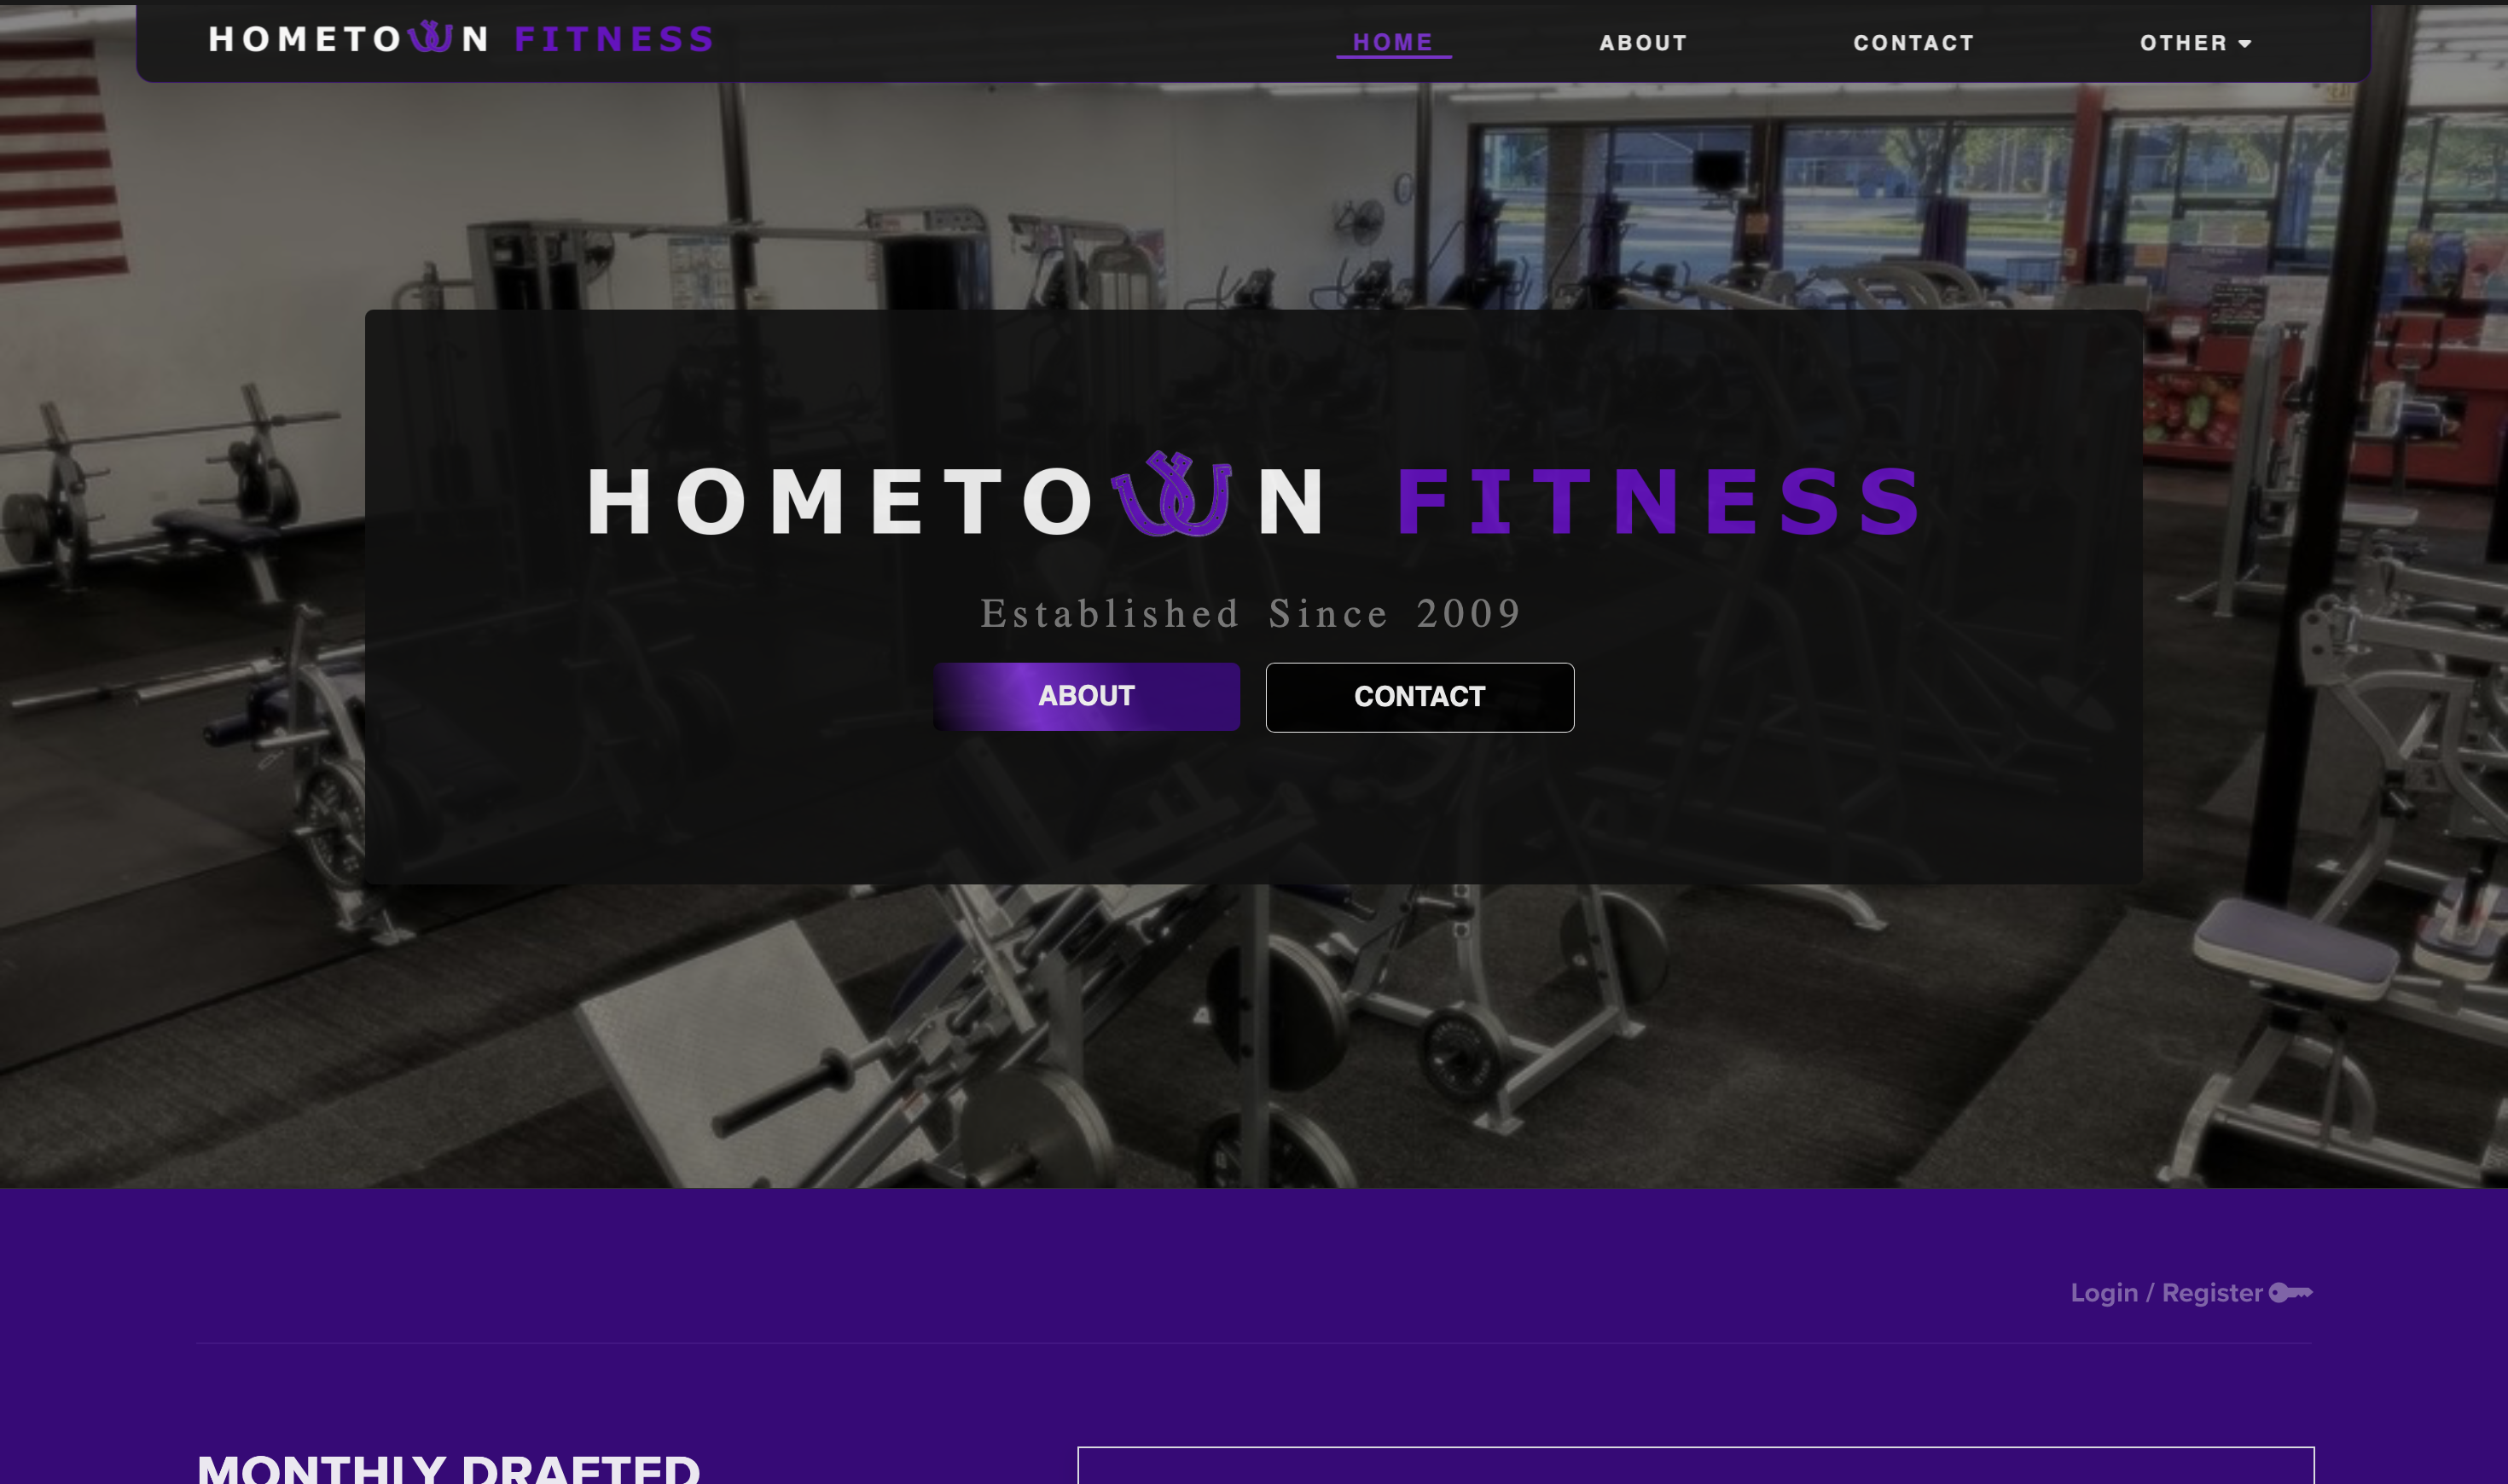 HOMETOWN FITNESS
HOME
ABOUT
CONTACT
OTHER
HOMETOWN FITNESS
Established Since 2009
ABOUT
CONTACT
Login / Register
MONTHLY DRAFTED